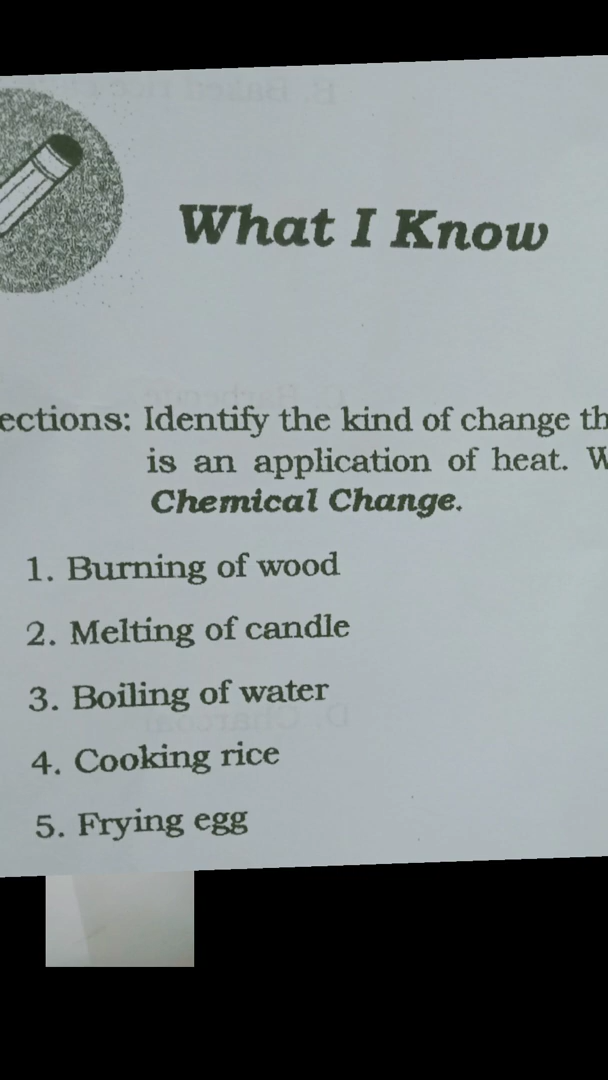 What I Know
ections: Identify the kind of change th
is an application of heat. W
Chemical Change.
1. Burning of wood
2. Melting of candle
3. Boiling of water
4. Cooking rice
5. Frying egg